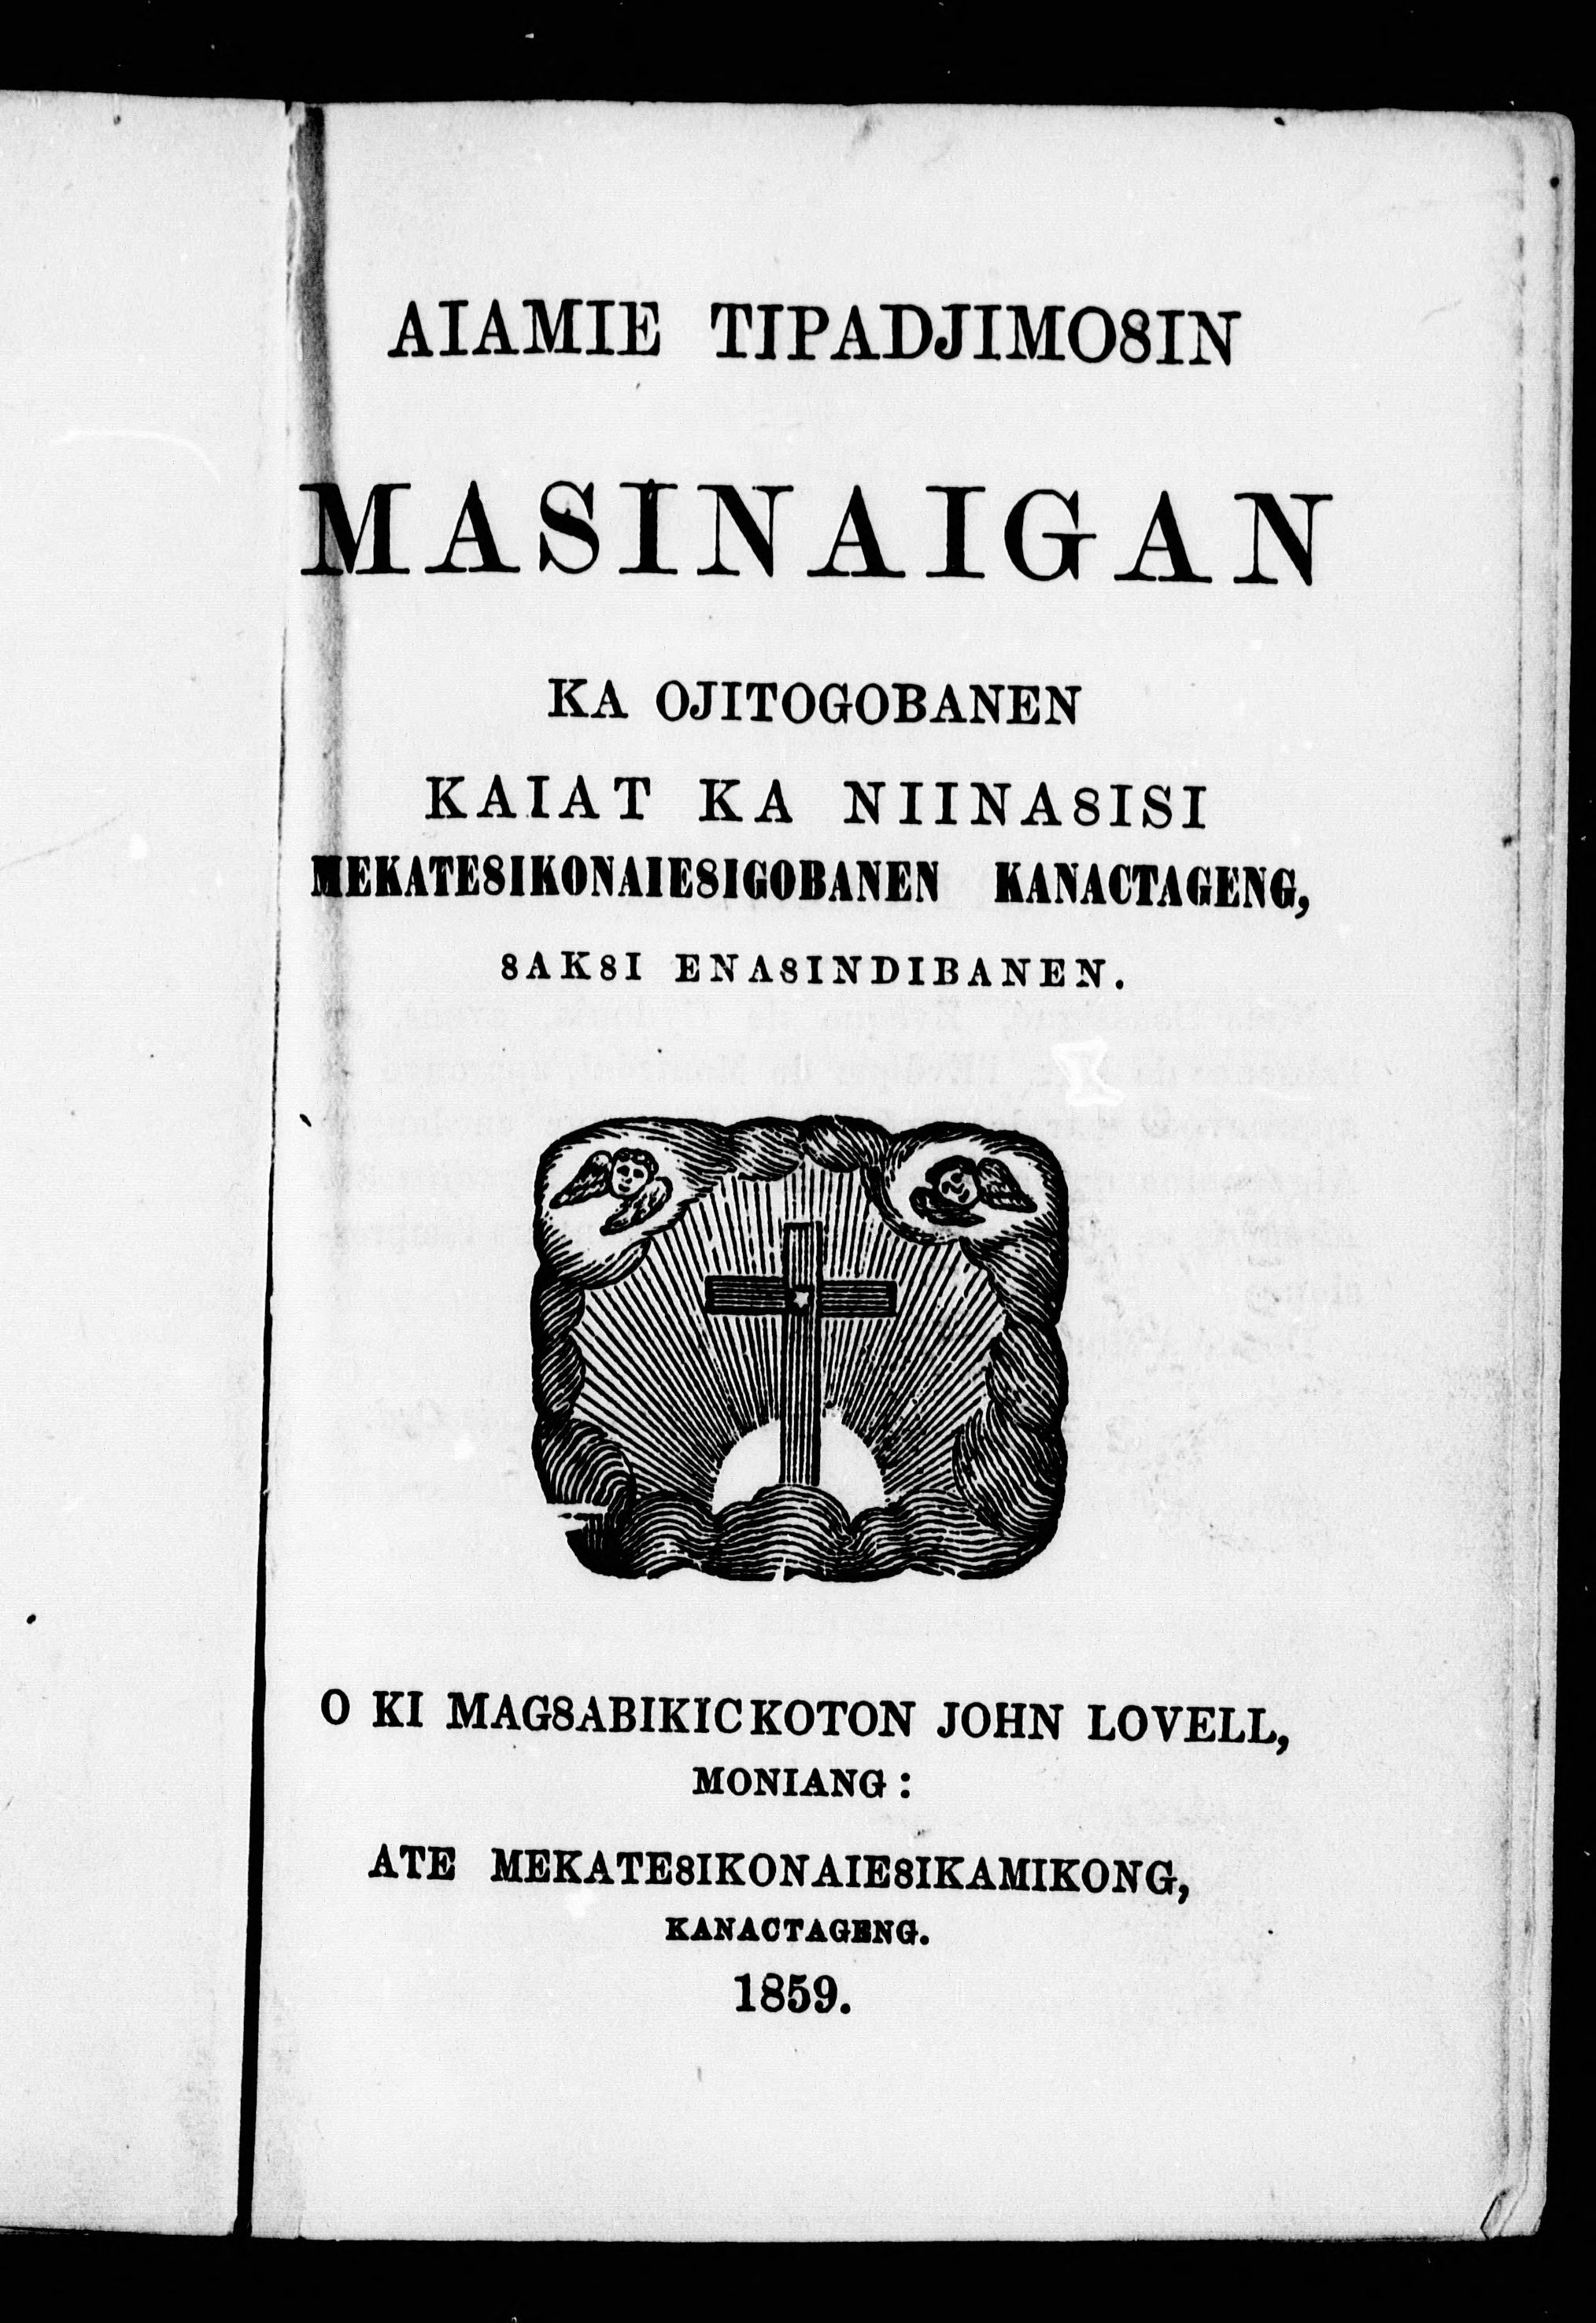 AIAMIE TIPADJIMO8IN
MASINAIGAN
KA OJITOGOBANEN
KAIAT KA NIINA8ISI
MEKATE8IKONAIE8IGOBANEN KANACTAGENG,
8AK8I ENA8INDIBANEN.
O KI MAG8ABIKICKOTON JOHN LOVELL,
MONIANG:
ATE MEKATE8IKONAIE8IKAMIKONG,
KANACTAGENG.
1859.